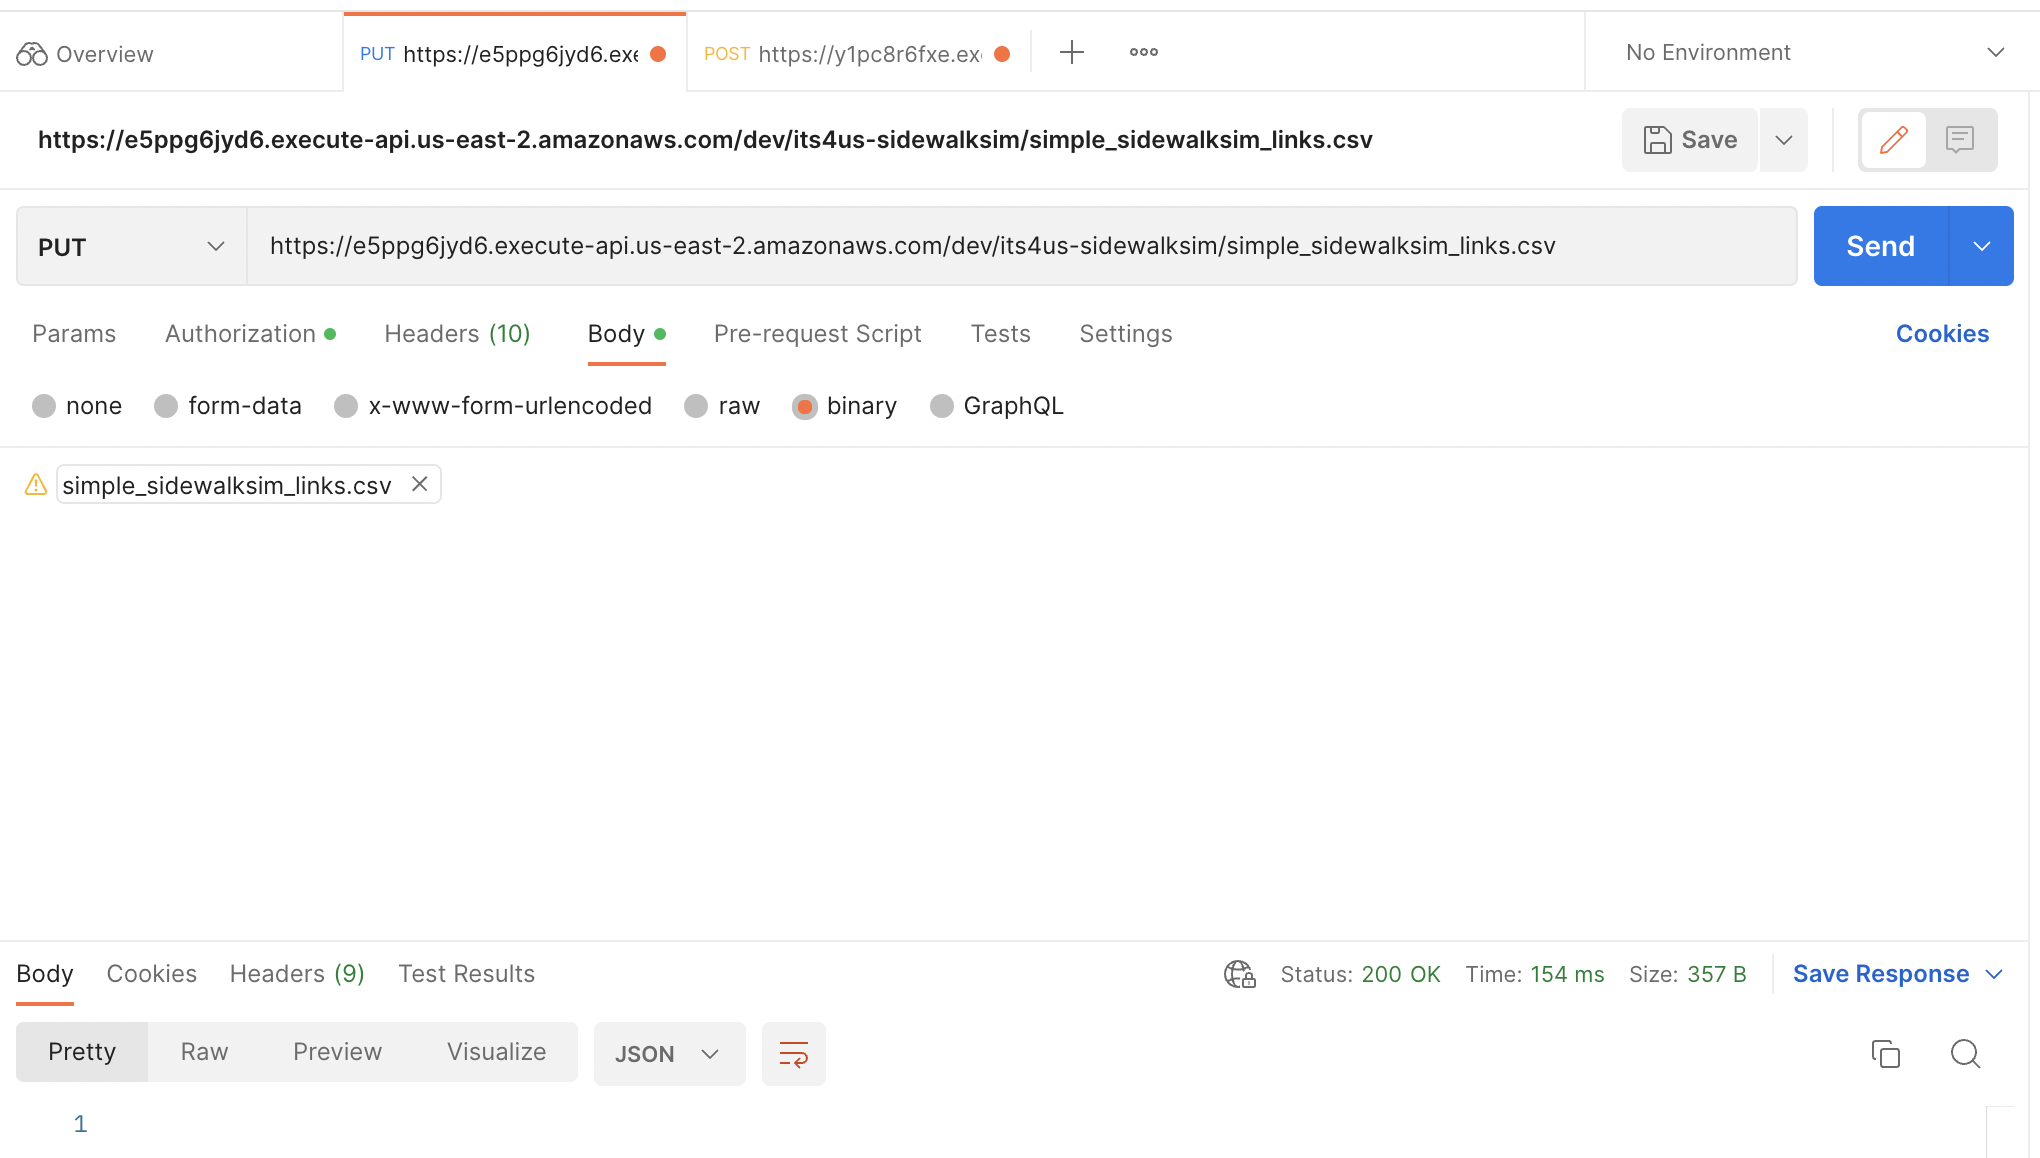 Overview
PUT https://e5ppg6jyd6.exe
POST https://y1pc8r6fxe.ex
No Environment
https://e5ppg6jyd6.execute-api.us-east-2.amazonaws.com/dev/its4us-sidewalksim/simple_sidewalksim_links.csv
Save
PUT
https://e5ppg6jyd6.execute-api.us-east-2.amazonaws.com/dev/its4us-sidewalksim/simple_sidewalksim_links.csv
Send
Params Authorization Headers (10) Body Pre-request Script Tests Settings Cookies
none form-data x-www-form-urlencoded raw binary GraphQL
simple_sidewalksim_links.csv
Body Cookies Headers (9) Test Results Status: 200 OK Time: 154 ms Size: 357 B Save Response
Pretty Raw Preview Visualize JSON
1